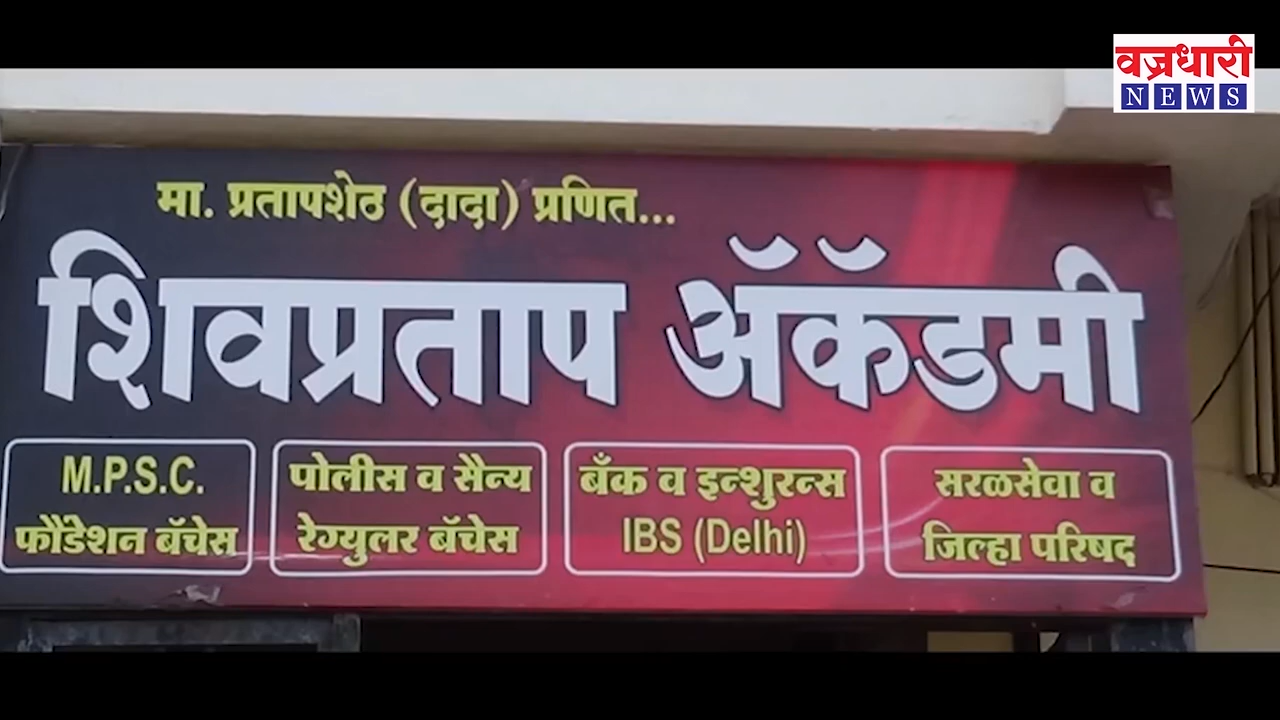 वज्रधारी
NEWS
मा. प्रतापशेठ (दादा) प्रणित...
शिवप्रताप ॲकॅडमी
M.P.S.C.
फौंडेशन बॅचेस
पोलीस व सैन्य
रेग्युलर बॅचेस
बँक व इन्शुरन्स
IBS (Delhi)
सरळसेवा व
जिल्हा परिषद